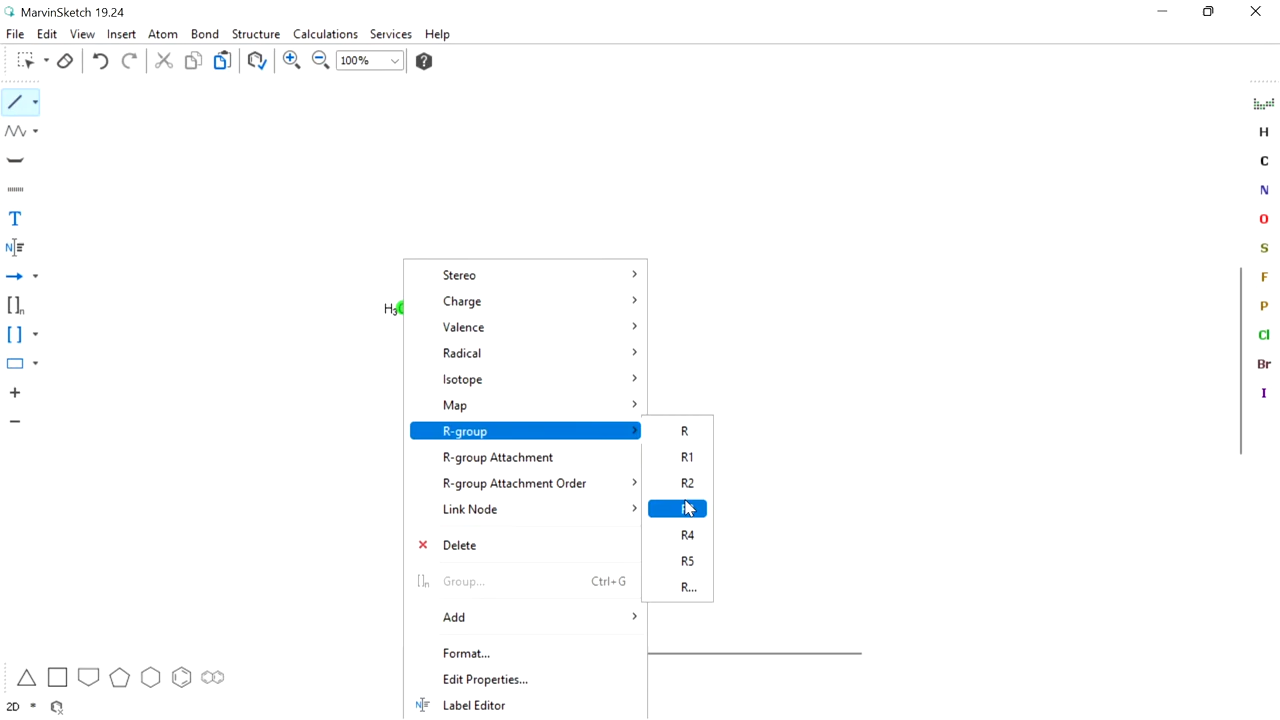 MarvinSketch 19.24
File Edit View Insert Atom Bond Structure Calculations Services Help
100%
H
C
N
O
S
F
P
Cl
Br
I
T
N
[]n
H3
Stereo
Charge
Valence
Radical
Isotope
Map
R-group
R-group Attachment
R-group Attachment Order
Link Node
Delete
Group... Ctrl+G
Add
Format...
Edit Properties...
Label Editor
R
R1
R2
R4
R5
R...
2D *